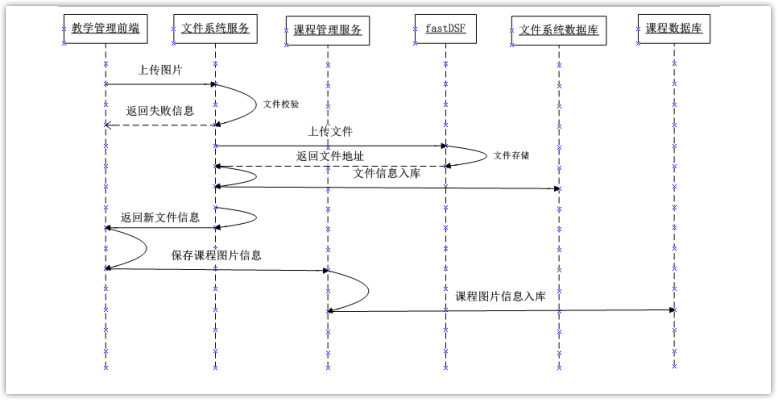 教学管理前端
文件系统服务
课程管理服务
fastDSF
文件系统数据库
课程数据库
上传图片
文件校验
返回失败信息
上传文件
返回文件地址
文件存储
文件信息入库
返回新文件信息
保存课程图片信息
课程图片信息入库